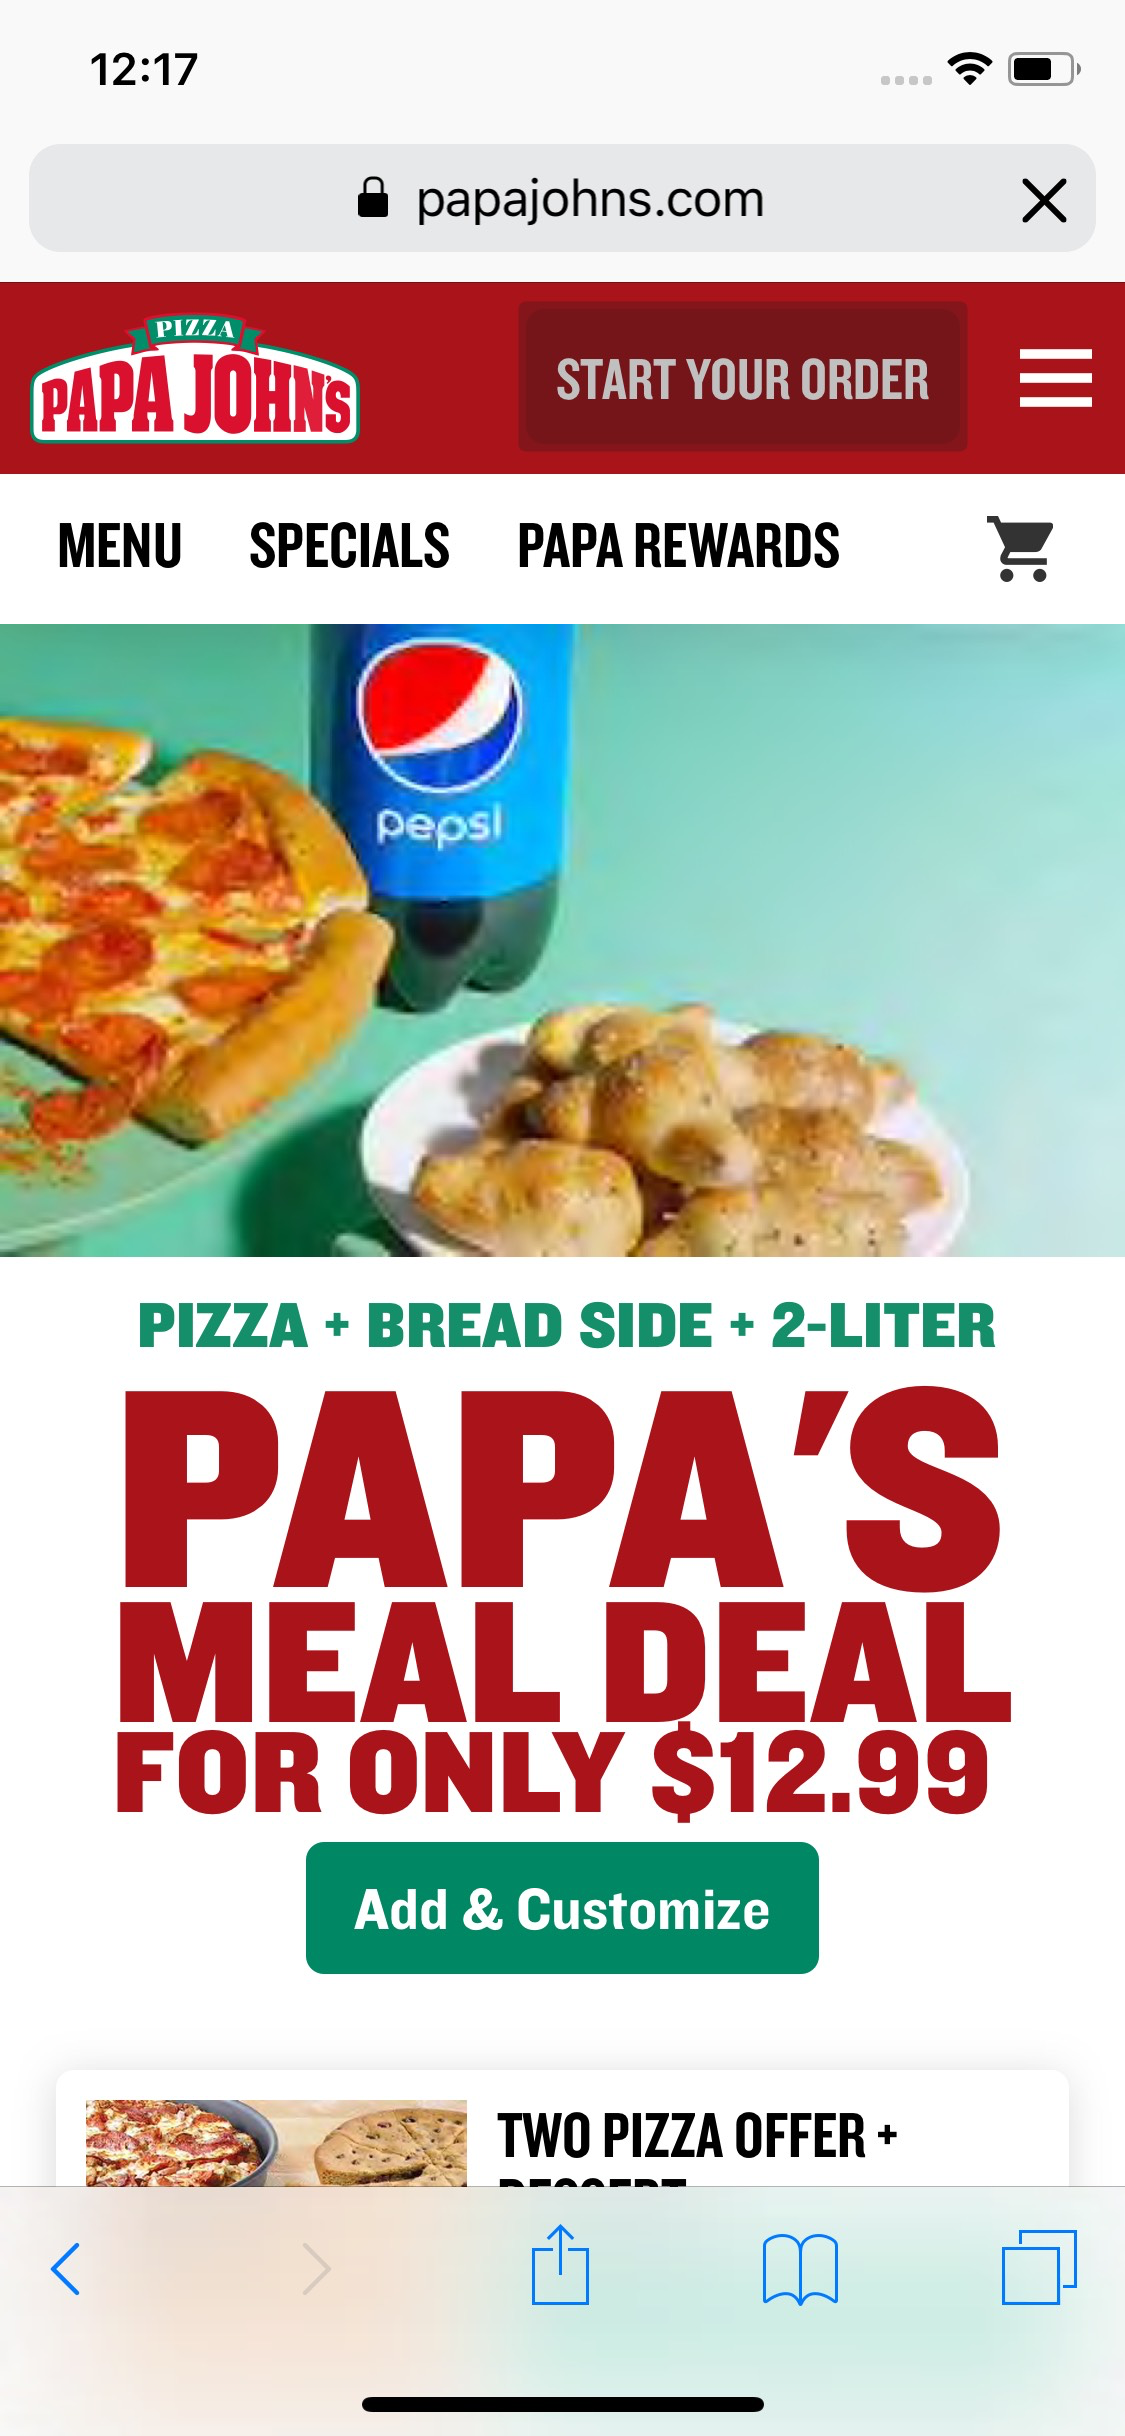 12:17
papajohns.com
PIZZA
PAPA JOHN'S
START YOUR ORDER
MENU SPECIALS PAPA REWARDS
pepsi
PIZZA + BREAD SIDE + 2-LITER
PAPA'S
MEAL DEAL
FOR ONLY $12.99
Add & Customize
TWO PIZZA OFFER +